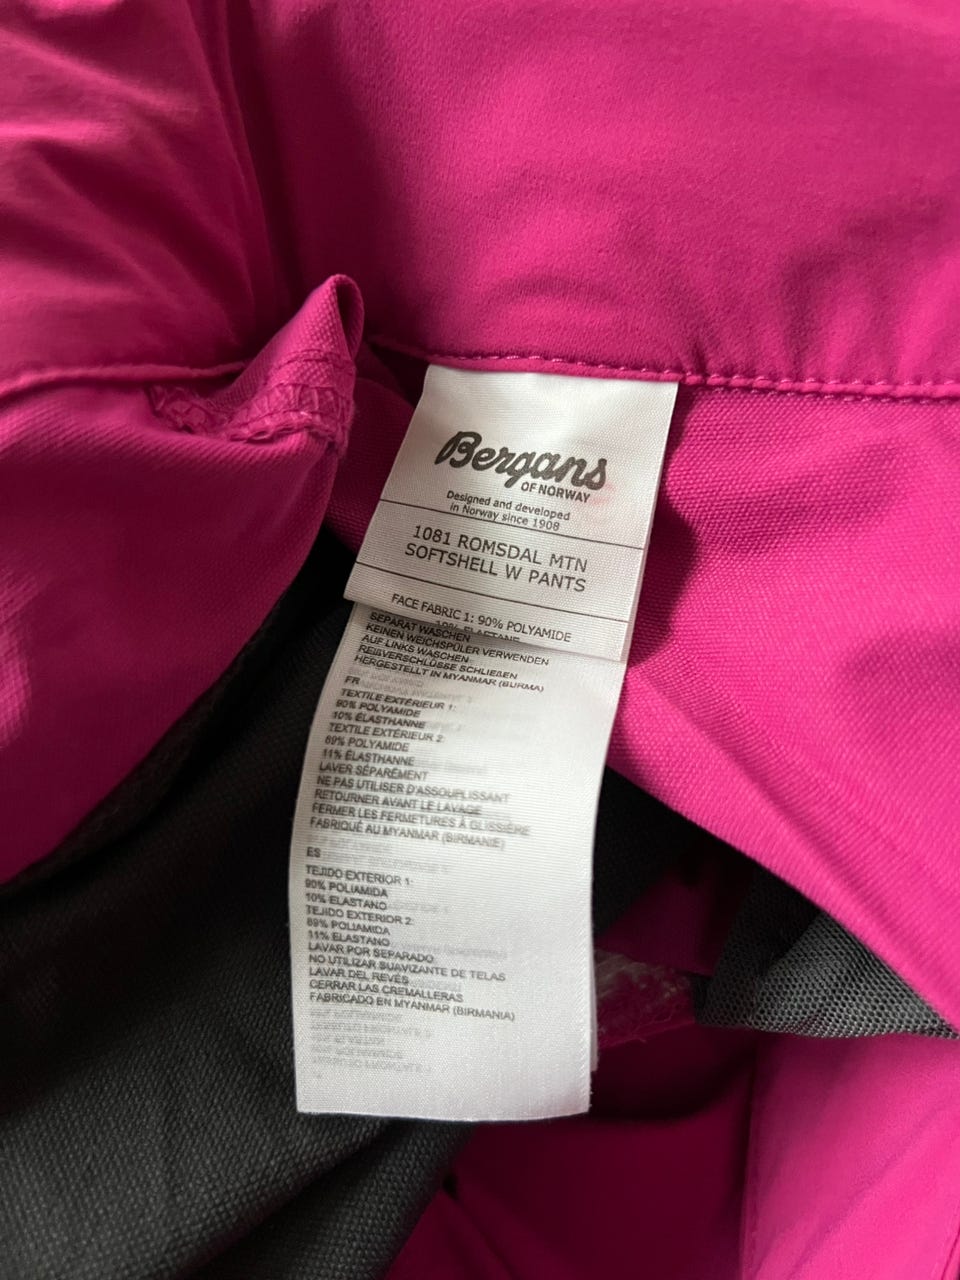 Bergans
OF NORWAY
Designed and developed
in Norway since 1908
1081 ROMSDAL MTN
SOFTSHELL W PANTS
FACE FABRIC 1: 90% POLYAMIDE
10% ELASTANE
SEPARAT WASCHEN
KEINEN WEICHSPÜLER VERWENDEN
AUF LINKS WASCHEN
REIßVERSCHLÜSSE SCHLIEßEN
HERGESTELLT IN MYANMAR (BURMA)
FR
TEXTILE EXTÉRIEUR 1:
90% POLYAMIDE
10% ÉLASTHANNE
TEXTILE EXTÉRIEUR 2:
89% POLYAMIDE
11% ÉLASTHANNE
LAVER SÉPARÉMENT
NE PAS UTILISER D'ASSOUPLISSANT
RETOURNER AVANT LE LAVAGE
FERMER LES FERMETURES À GLISSIÈRE
FABRIQUÉ AU MYANMAR (BIRMANIE)
ES
TEJIDO EXTERIOR 1:
90% POLIAMIDA
10% ELASTANO
TEJIDO EXTERIOR 2:
89% POLIAMIDA
11% ELASTANO
LAVAR POR SEPARADO
NO UTILIZAR SUAVIZANTE DE TELAS
LAVAR DEL REVÉS
CERRAR LAS CREMALLERAS
FABRICADO EN MYANMAR (BIRMANIA)